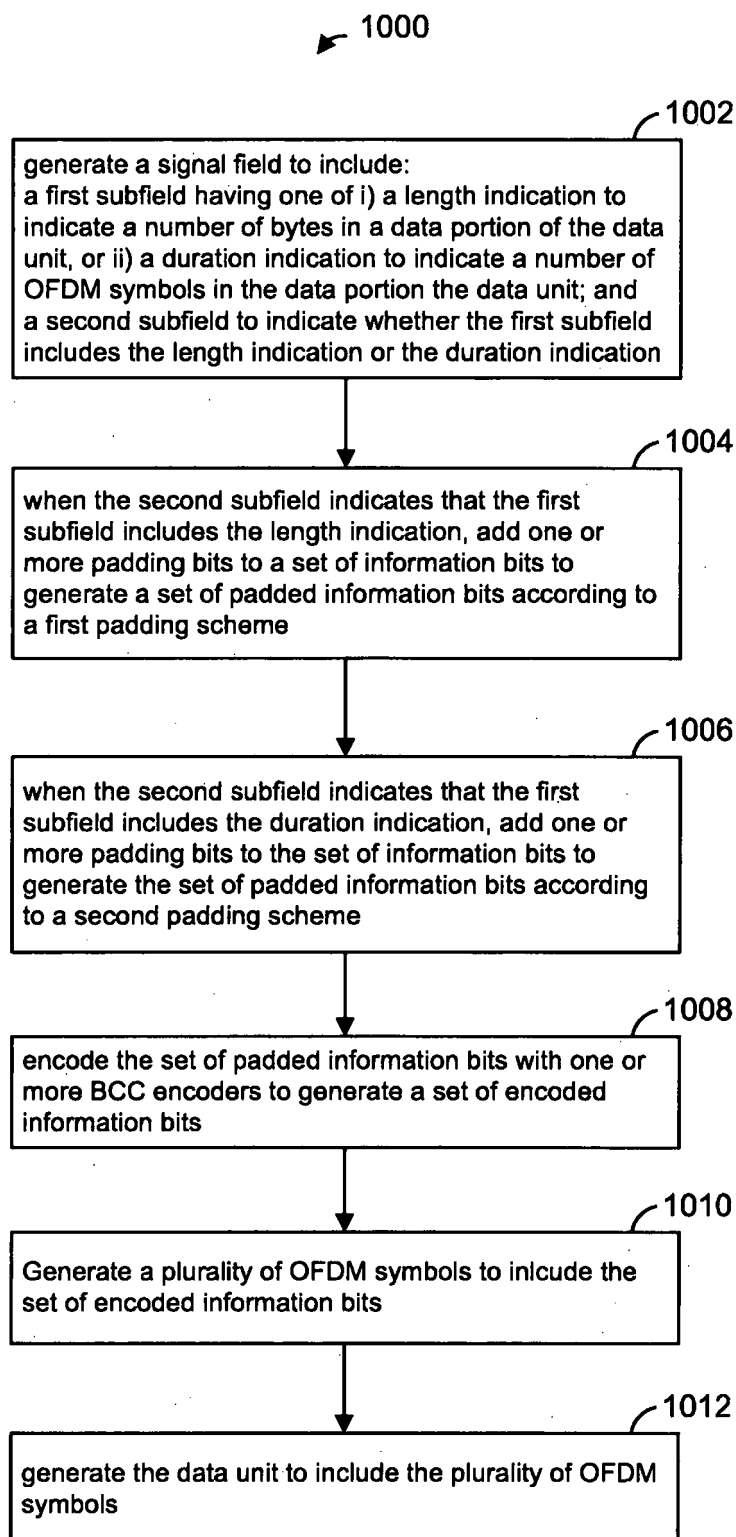 1000
1002
generate a signal field to include:
a first subfield having one of i) a length indication to
indicate a number of bytes in a data portion of the data
unit, or ii) a duration indication to indicate a number of
OFDM symbols in the data portion the data unit; and
a second subfield to indicate whether the first subfield
includes the length indication or the duration indication
1004
when the second subfield indicates that the first
subfield includes the length indication, add one or
more padding bits to a set of information bits to
generate a set of padded information bits according to
a first padding scheme
1006
when the second subfield indicates that the first
subfield includes the duration indication, add one or
more padding bits to the set of information bits to
generate the set of padded information bits according
to a second padding scheme
1008
encode the set of padded information bits with one or
more BCC encoders to generate a set of encoded
information bits
1010
Generate a plurality of OFDM symbols to inlcude the
set of encoded information bits
1012
generate the data unit to include the plurality of OFDM
symbols